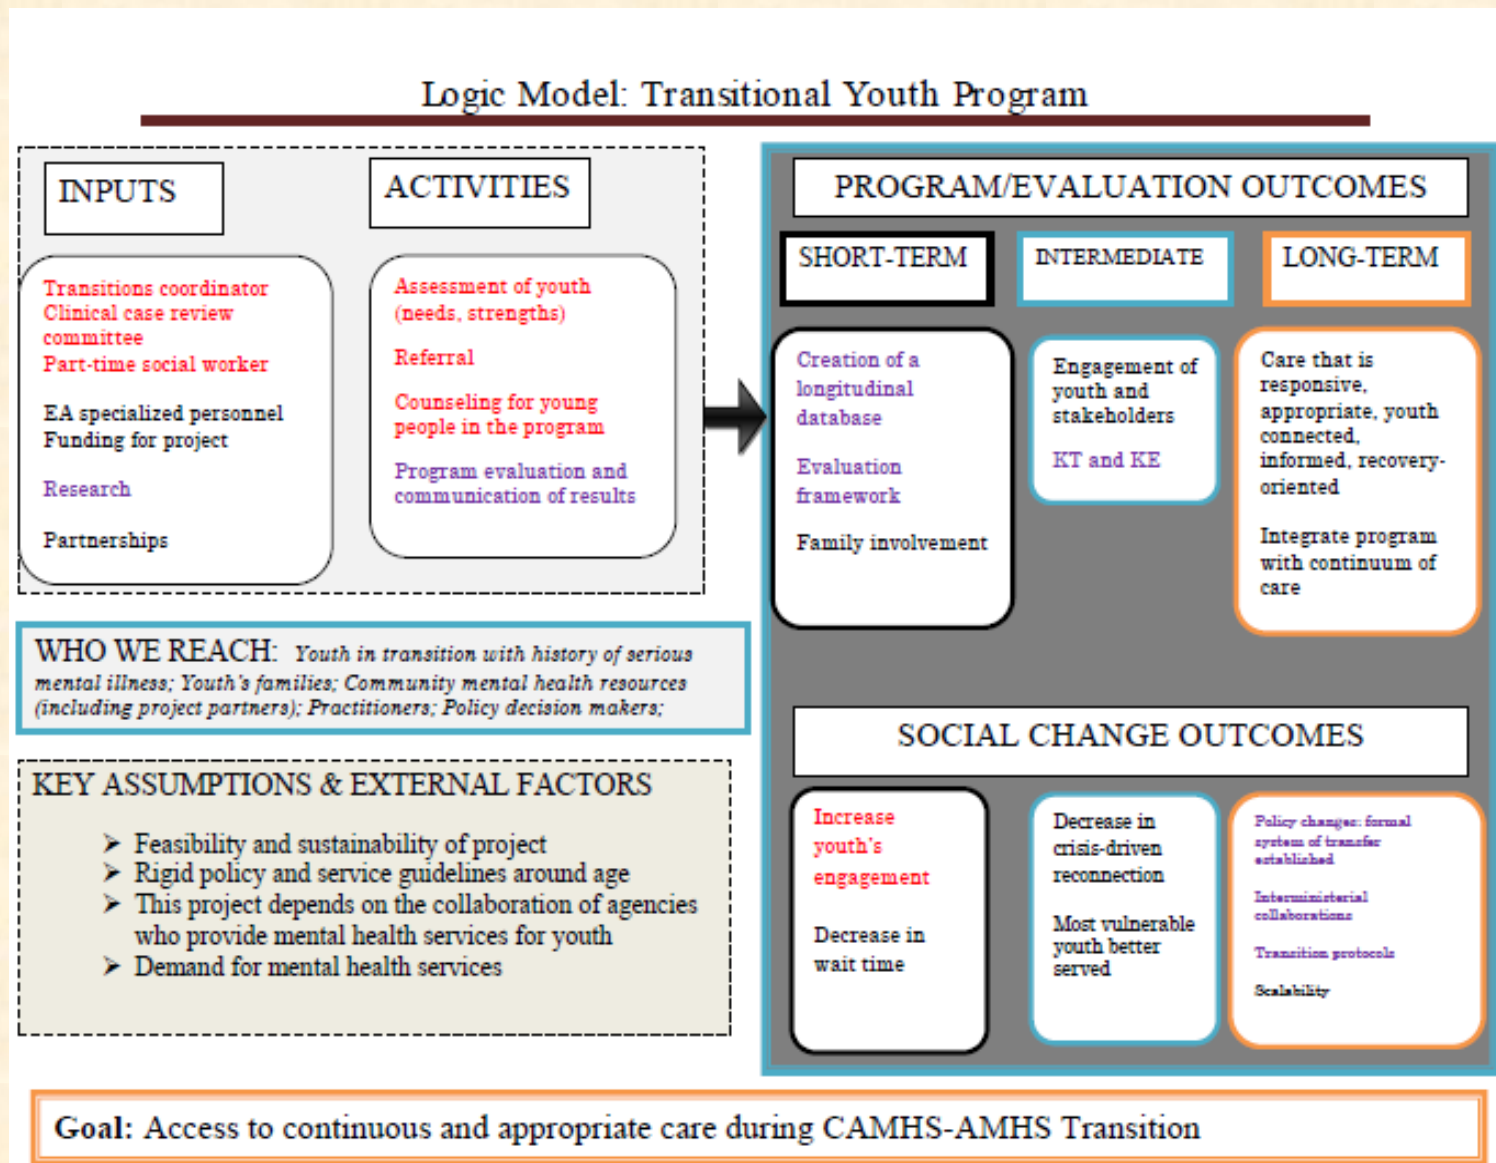 Logic Model: Transitional Youth Program
INPUTS
Transitions coordinator
Clinical case review
committee
Part-time social worker
EA specialized personnel
Funding for project
Research
Partnerships
ACTIVITIES
Assessment of youth
(needs, strengths)
Referral
Counseling for young
people in the program
Program evaluation and
communication of results
WHO WE REACH: Youth in transition with history of serious
mental illness; Youth's families; Community mental health resources
(including project partners); Practitioners; Policy decision makers;
KEY ASSUMPTIONS & EXTERNAL FACTORS
➤ Feasibility and sustainability of project
➤ Rigid policy and service guidelines around age
➤ This project depends on the collaboration of agencies
who provide mental health services for youth
➤ Demand for mental health services
PROGRAM/EVALUATION OUTCOMES
SHORT-TERM
Creation of a
longitudinal
database
Evaluation
framework
Family involvement
INTERMEDIATE
Engagement of
youth and
stakeholders
KT and KE
LONG-TERM
Care that is
responsive,
appropriate, youth
connected,
informed, recovery-
oriented
Integrate program
with continuum of
care
SOCIAL CHANGE OUTCOMES
Increase
youth's
engagement
Decrease in
wait time
Decrease in
crisis-driven
reconnection
Most vulnerable
youth better
served
Policy changes: formal
system of transfer
established
Interministerial
collaborations
Transition protocols
Scalability
Goal: Access to continuous and appropriate care during CAMHS-AMHS Transition